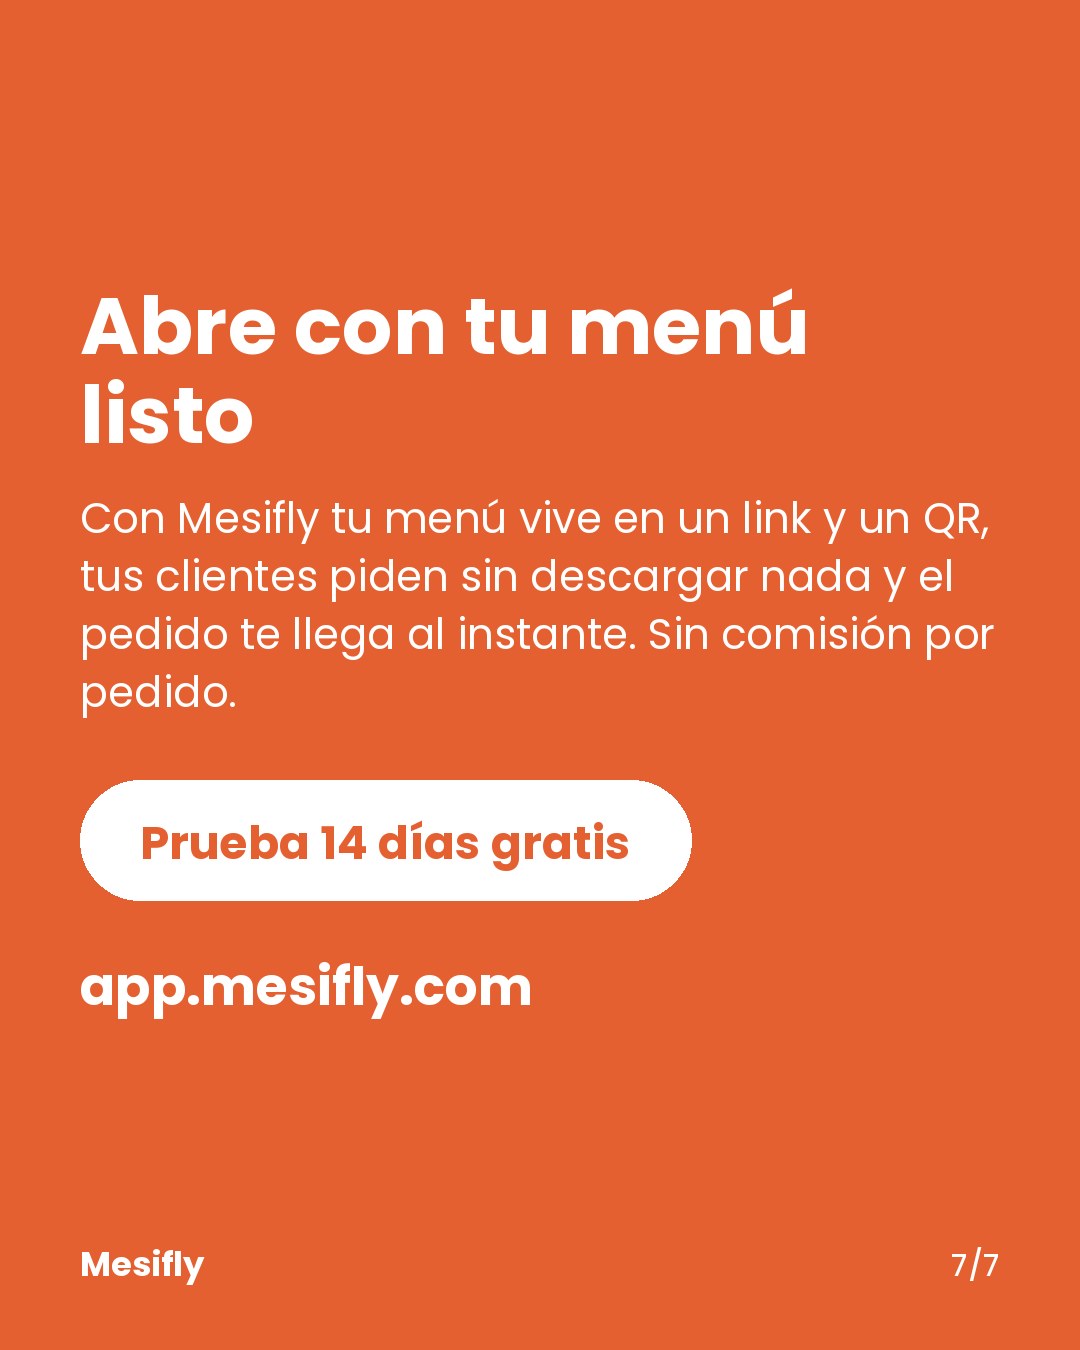 Abre con tu menú
listo
Con Mesifly tu menú vive en un link y un QR,
tus clientes piden sin descargar nada y el
pedido te llega al instante. Sin comisión por
pedido.
Prueba 14 días gratis
app.mesifly.com
Mesifly
7/7